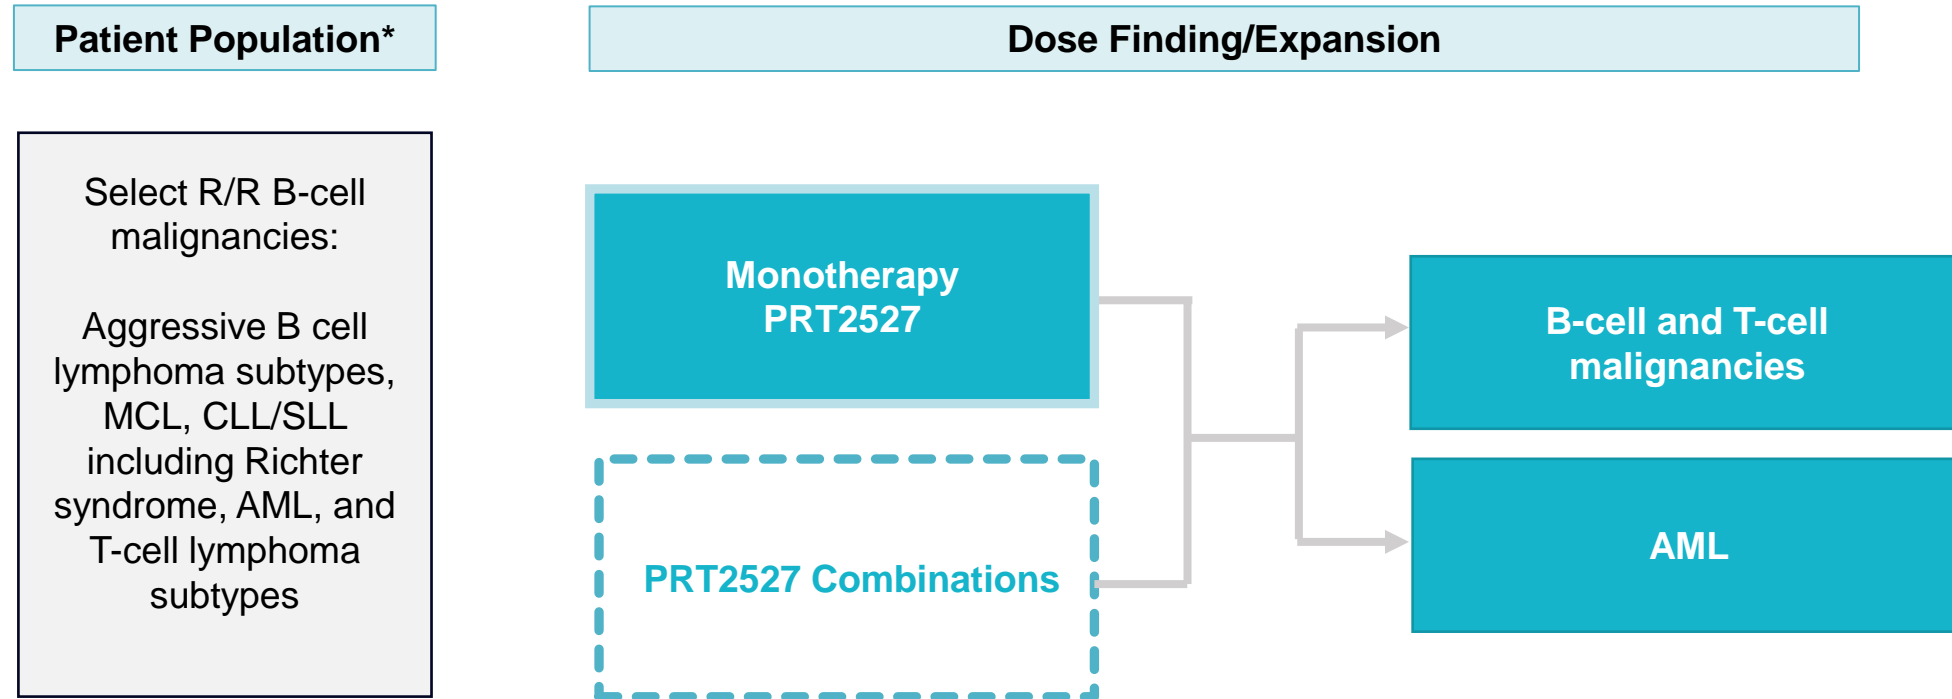 Patient Population*
Dose Finding/Expansion
Select R/R B-cell
malignancies:
Aggressive B cell
lymphoma subtypes,
MCL, CLL/SLL
including Richter
syndrome, AML, and
T-cell lymphoma
subtypes
Monotherapy
PRT2527
PRT2527 Combinations
B-cell and T-cell
malignancies
AML